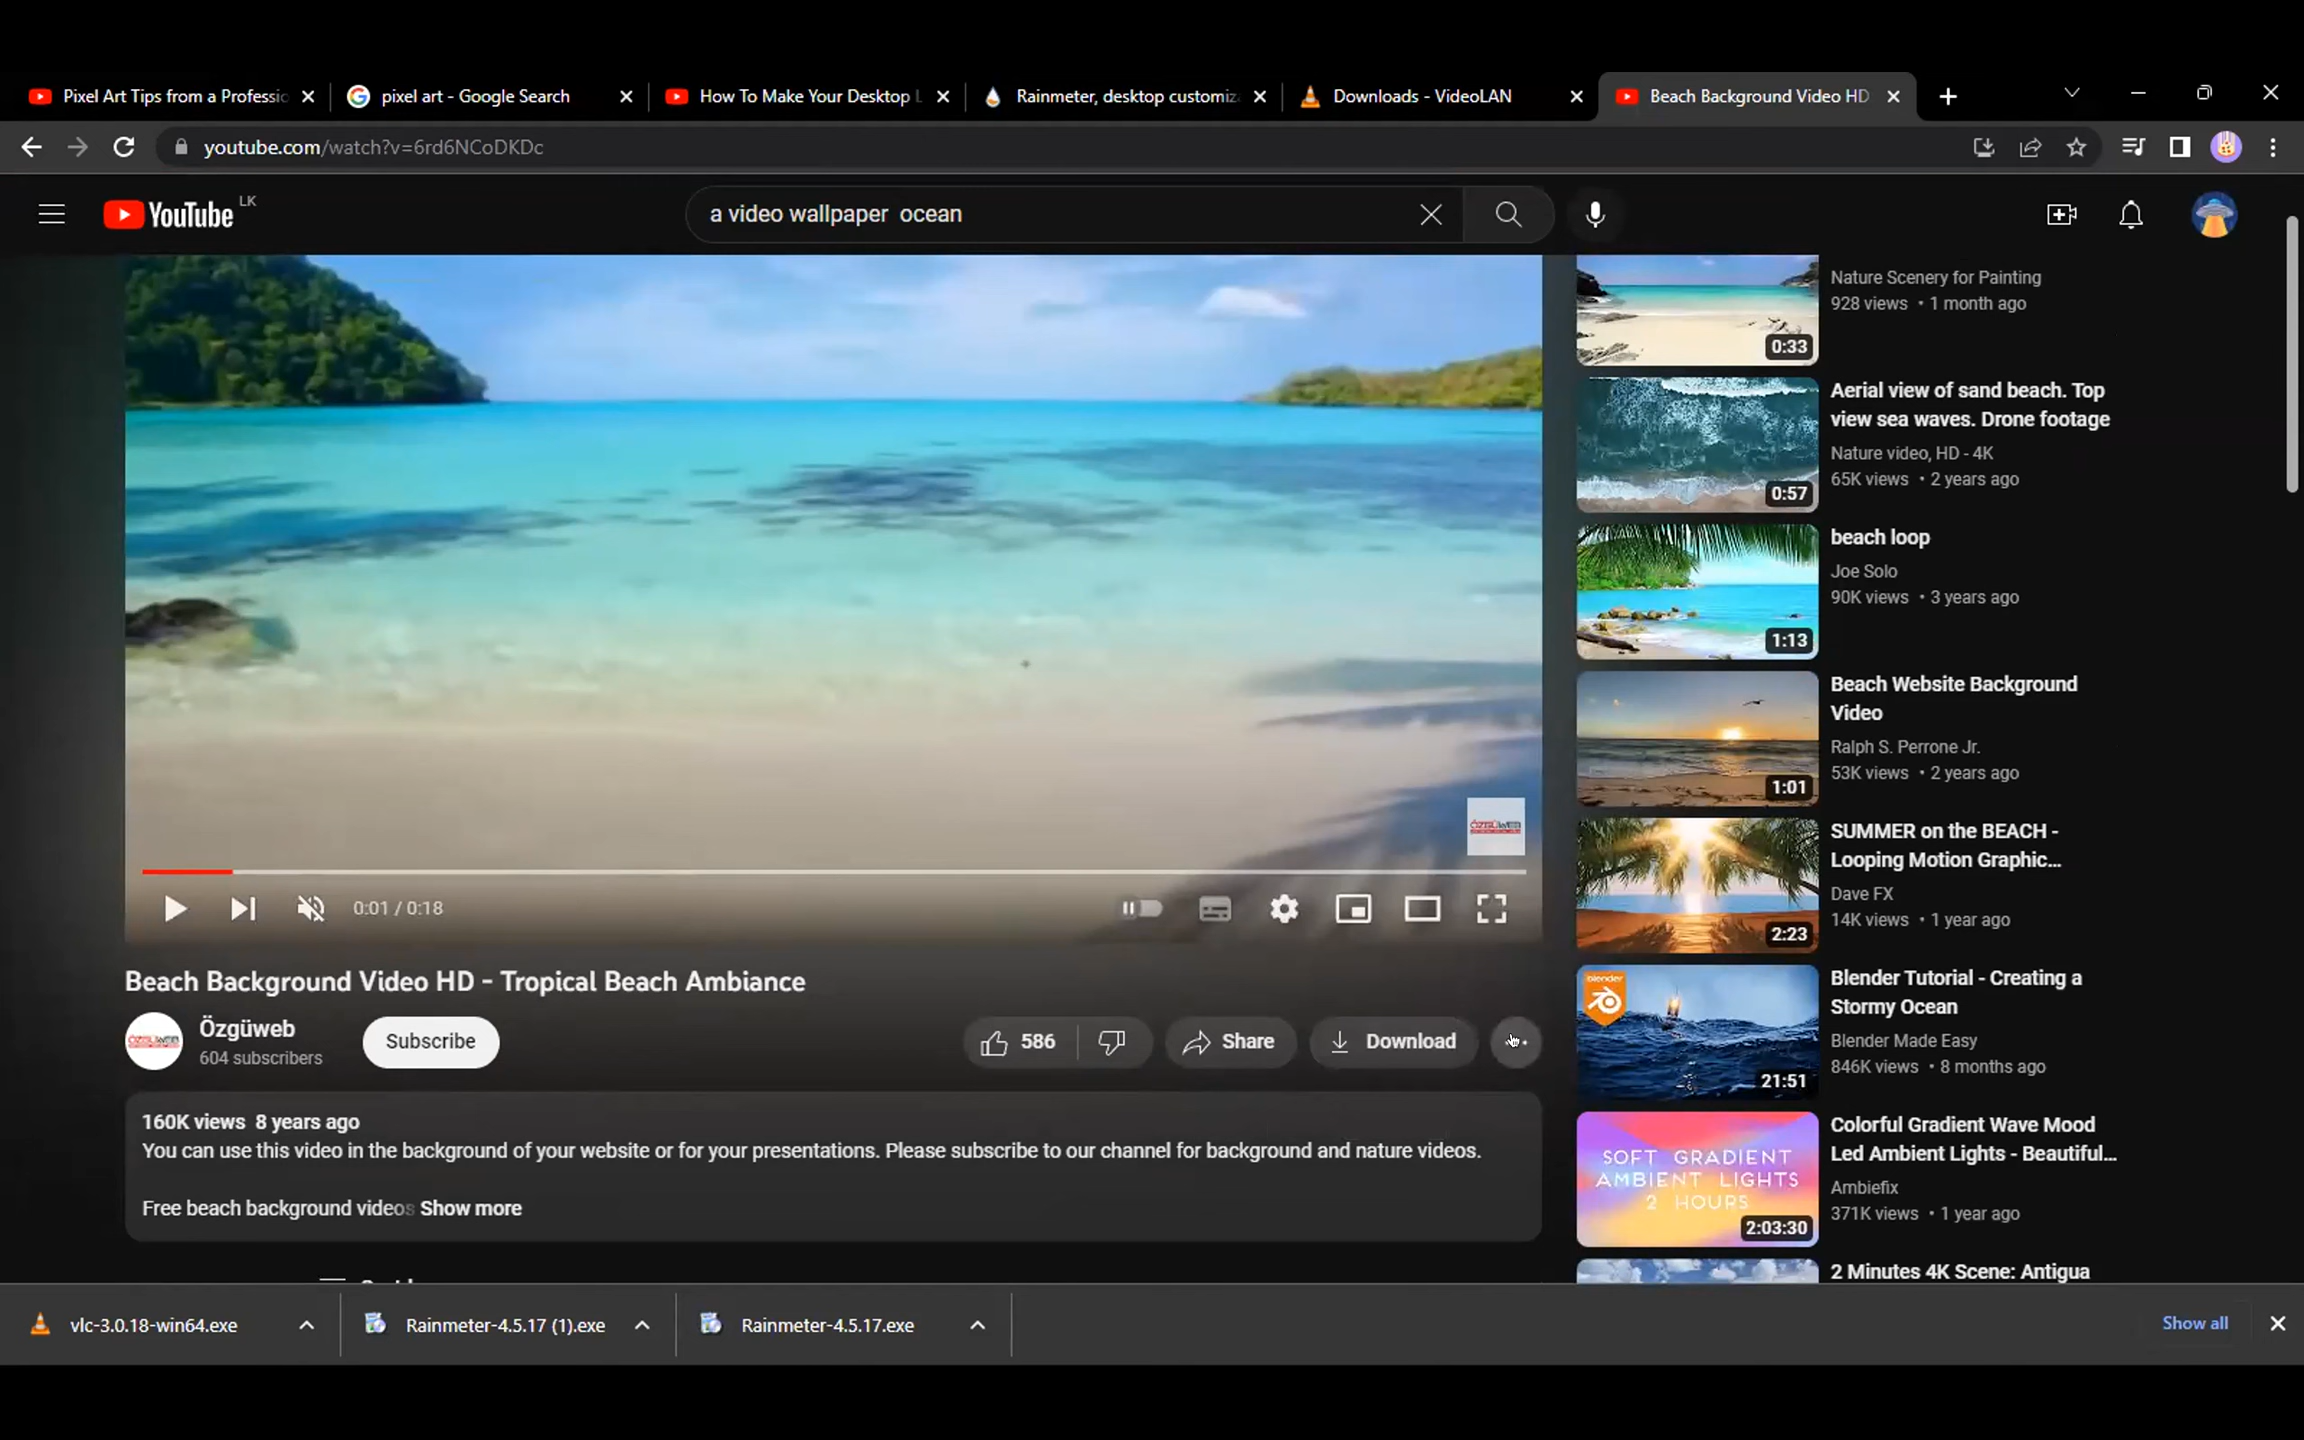 Pixel Art Tips from a Professio
pixel art - Google Search
How To Make Your Desktop L
Rainmeter, desktop customiz
Downloads - VideoLAN
Beach Background Video HD
youtube.com/watch?v=6rd6NCoDKDc
YouTube LK
a video wallpaper ocean
Nature Scenery for Painting
928 views • 1 month ago
0:33
Aerial view of sand beach. Top
view sea waves. Drone footage
Nature video, HD - 4K
65K views • 2 years ago
0:57
beach loop
Joe Solo
90K views • 3 years ago
1:13
Beach Website Background
Video
Ralph S. Perrone Jr.
53K views • 2 years ago
1:01
SUMMER on the BEACH -
Looping Motion Graphic...
Dave FX
14K views • 1 year ago
2:23
blender
Blender Tutorial - Creating a
Stormy Ocean
Blender Made Easy
846K views • 8 months ago
21:51
SOFT GRADIENT
AMBIENT LIGHTS
2 HOURS
2:03:30
Colorful Gradient Wave Mood
Led Ambient Lights - Beautiful...
Ambiefix
371K views • 1 year ago
2 Minutes 4K Scene: Antigua
ÖZGÜWEB
0:01 / 0:18
Beach Background Video HD - Tropical Beach Ambiance
Özgüweb
604 subscribers
Subscribe
586
Share
Download
160K views 8 years ago
You can use this video in the background of your website or for your presentations. Please subscribe to our channel for background and nature videos.
Free beach background videos Show more
vlc-3.0.18-win64.exe
Rainmeter-4.5.17 (1).exe
Rainmeter-4.5.17.exe
Show all